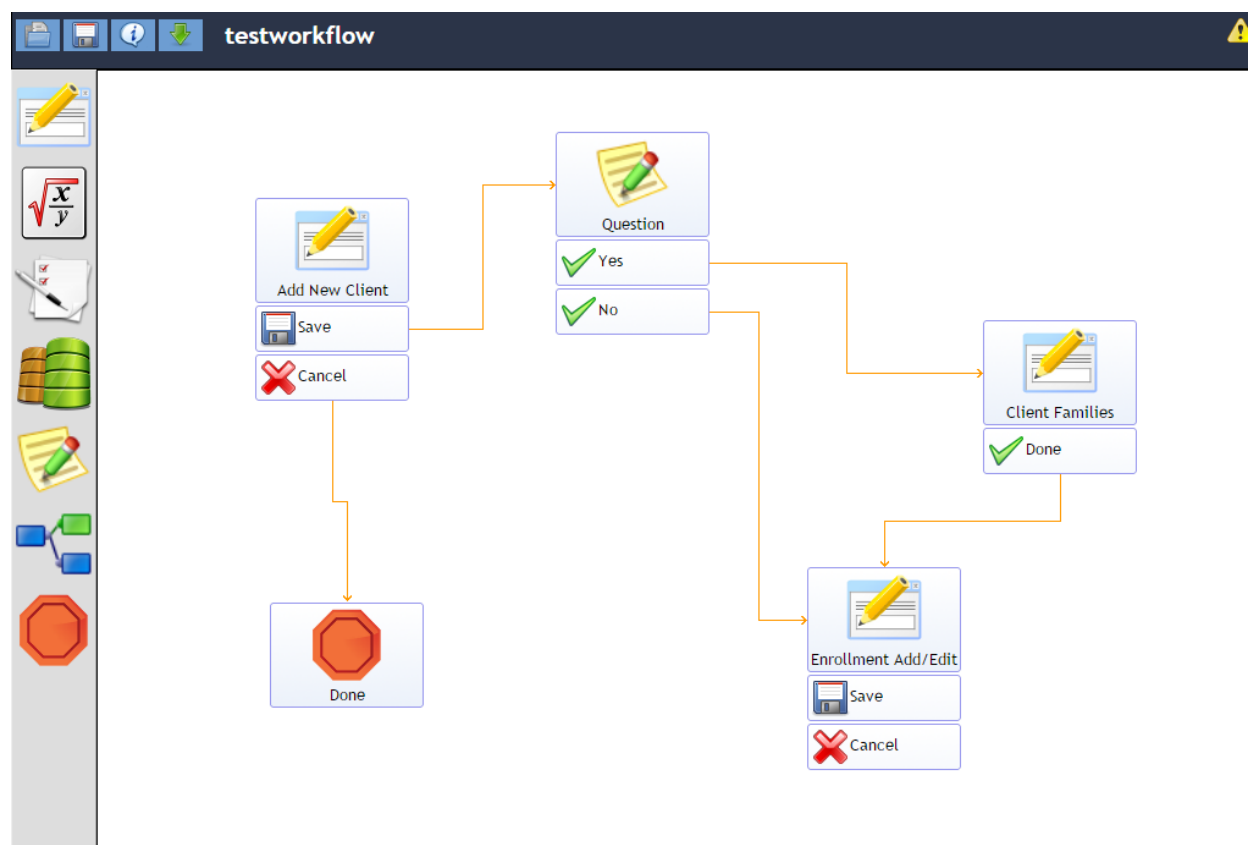 testworkflow
Question
Yes
No
Add New Client
Save
Cancel
Client Families
Done
Enrollment Add/Edit
Save
Cancel
Done
x
y